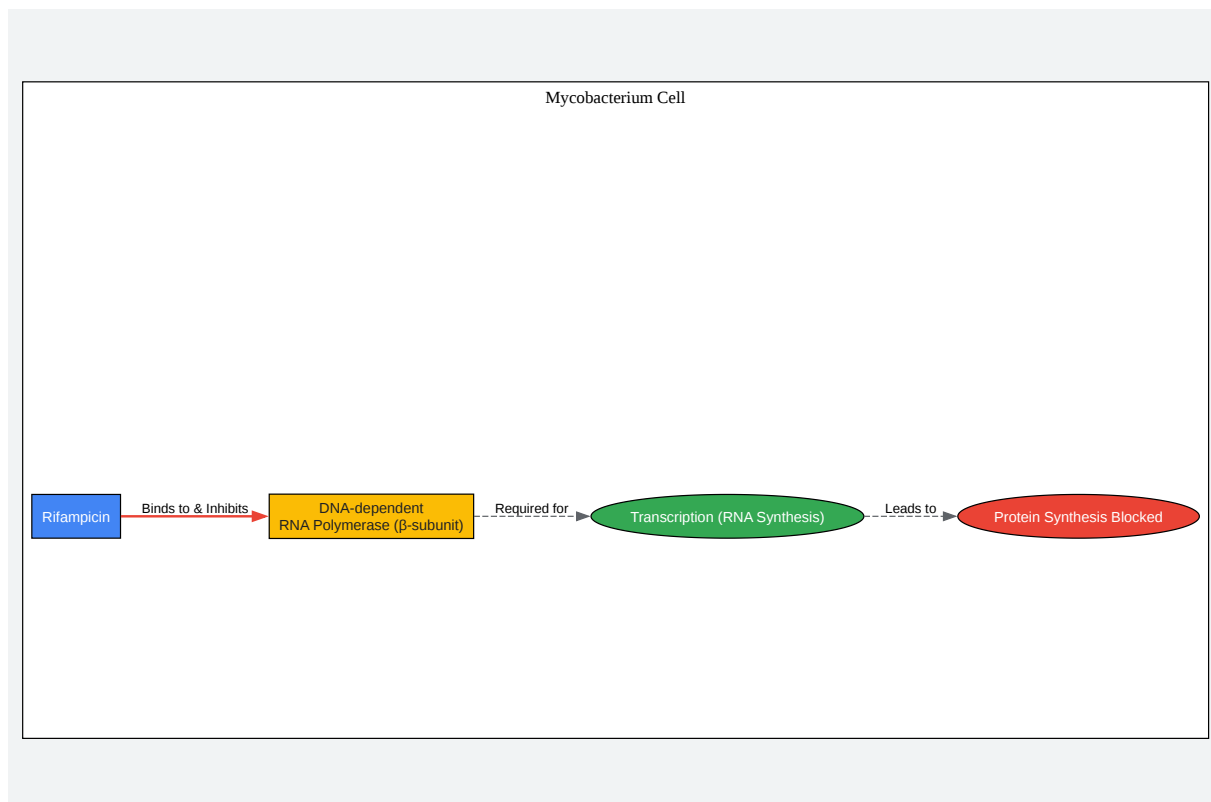 Mycobacterium Cell
Rifampicin
Binds to & Inhibits
DNA-dependent
RNA Polymerase (β-subunit)
Required for
Transcription (RNA Synthesis)
Leads to
Protein Synthesis Blocked